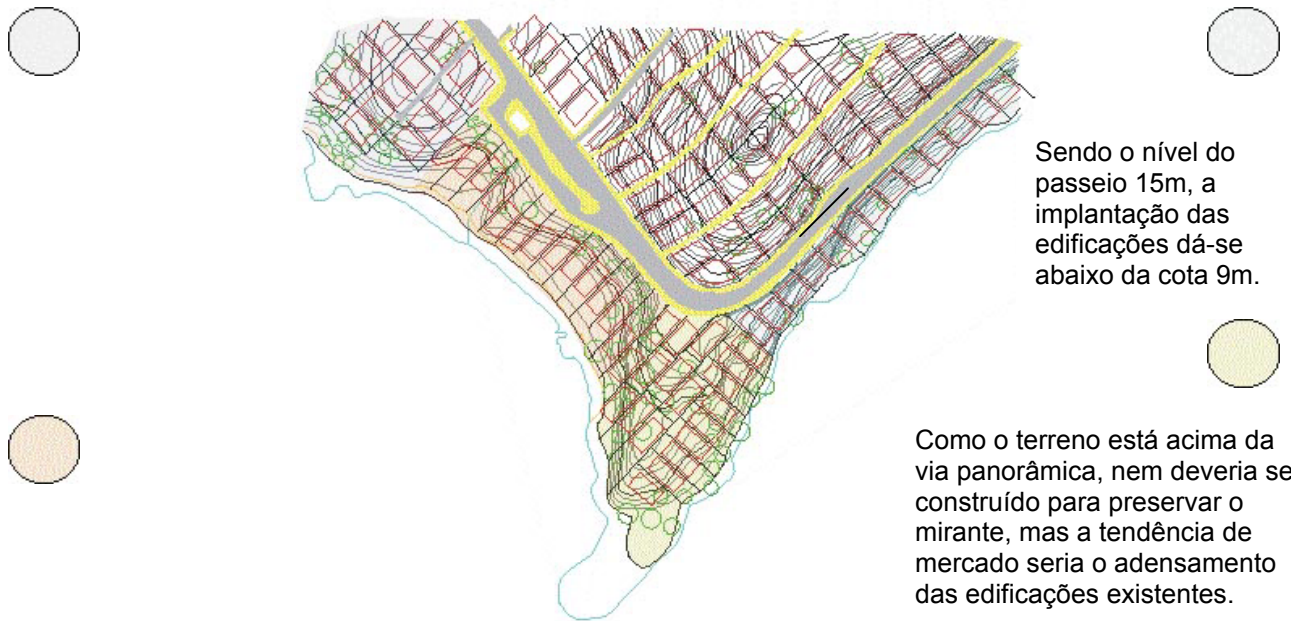 Sendo o nível do
passeio 15m, a
implantação das
edificações dá-se
abaixo da cota 9m.
Como o terreno está acima da
via panorâmica, nem deveria se
construído para preservar o
mirante, mas a tendência de
mercado seria o adensamento
das edificações existentes.